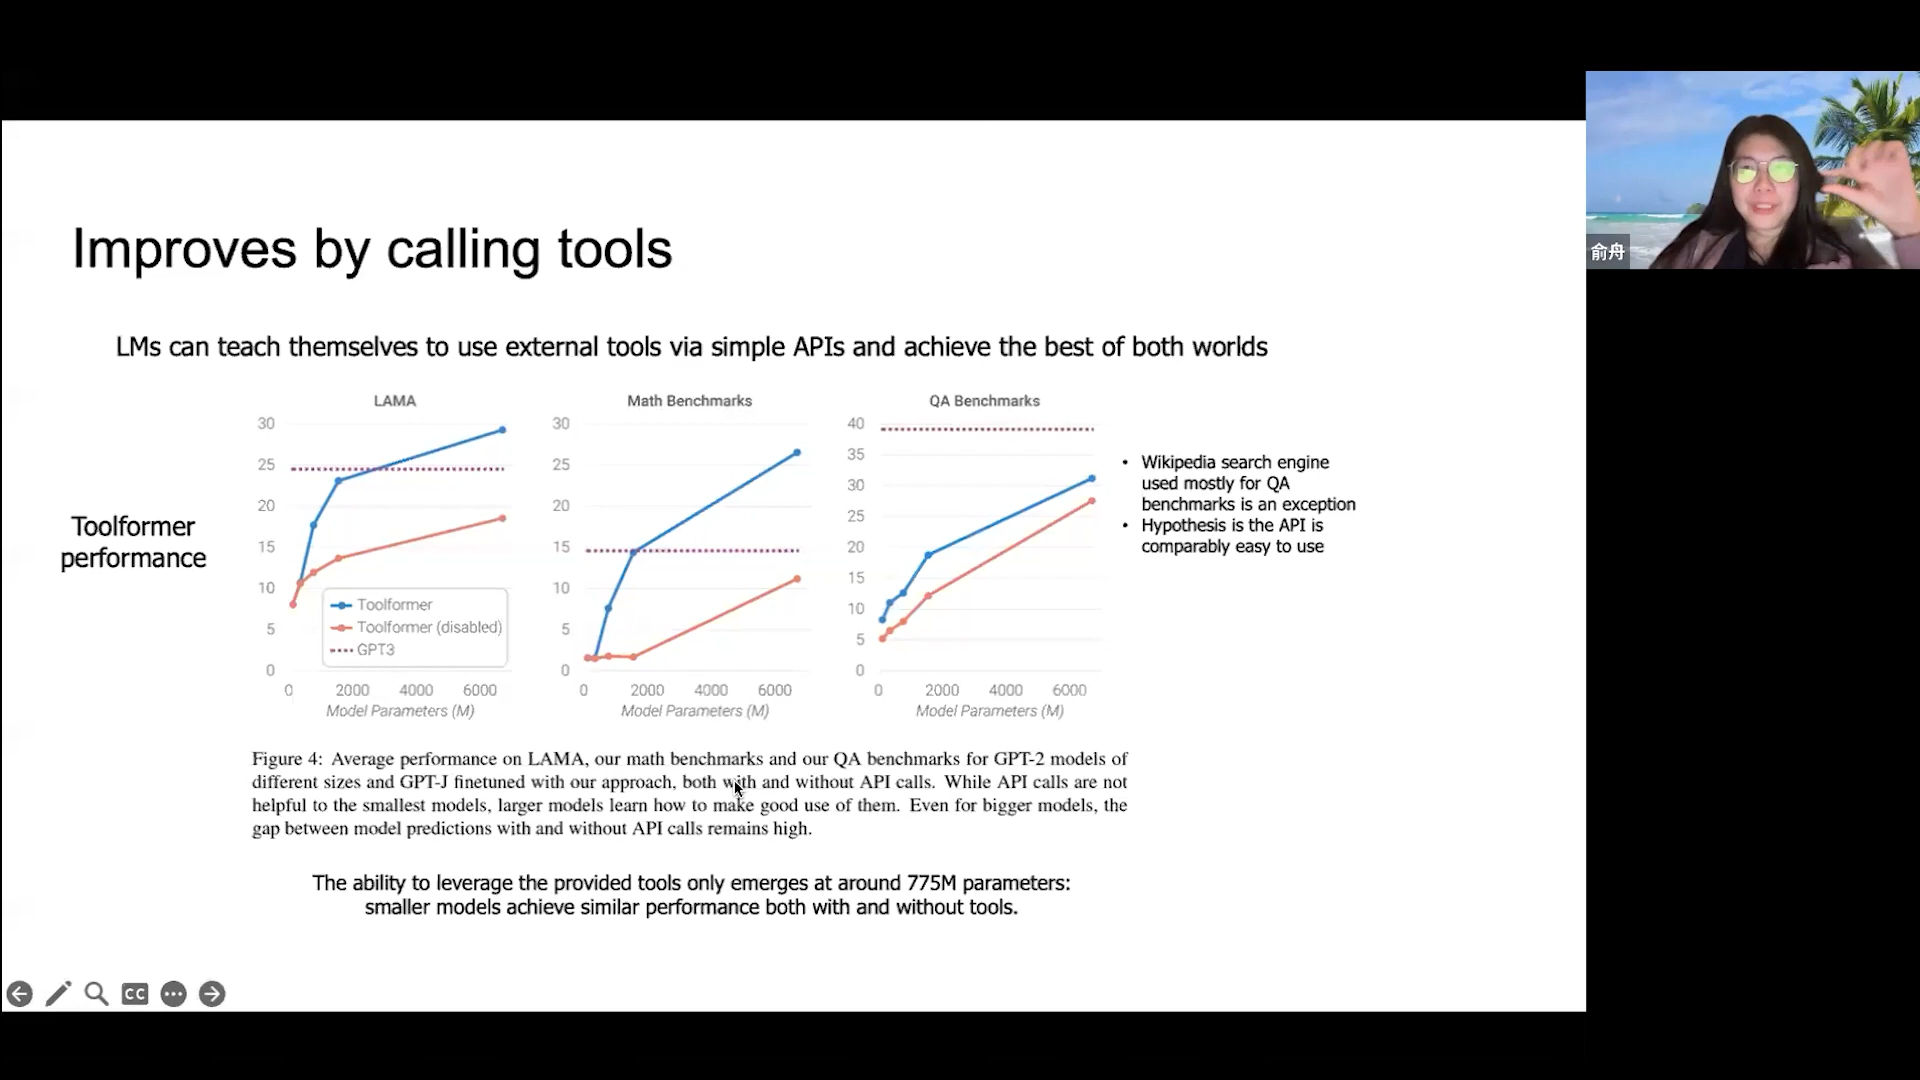 Improves by calling tools
LMs can teach themselves to use external tools via simple APIs and achieve the best of both worlds
Toolformer
performance
LAMA
30
25
20
15
10
5
0
0 2000 4000 6000
Model Parameters (M)
Toolformer
Toolformer (disabled)
GPT3
Math Benchmarks
30
25
20
15
10
5
0
0 2000 4000 6000
Model Parameters (M)
QA Benchmarks
40
35
30
25
20
15
10
5
0
0 2000 4000 6000
Model Parameters (M)
• Wikipedia search engine
used mostly for QA
benchmarks is an exception
• Hypothesis is the API is
comparably easy to use
Figure 4: Average performance on LAMA, our math benchmarks and our QA benchmarks for GPT-2 models of
different sizes and GPT-J finetuned with our approach, both with and without API calls. While API calls are not
helpful to the smallest models, larger models learn how to make good use of them. Even for bigger models, the
gap between model predictions with and without API calls remains high.
The ability to leverage the provided tools only emerges at around 775M parameters:
smaller models achieve similar performance both with and without tools.
CC
俞舟